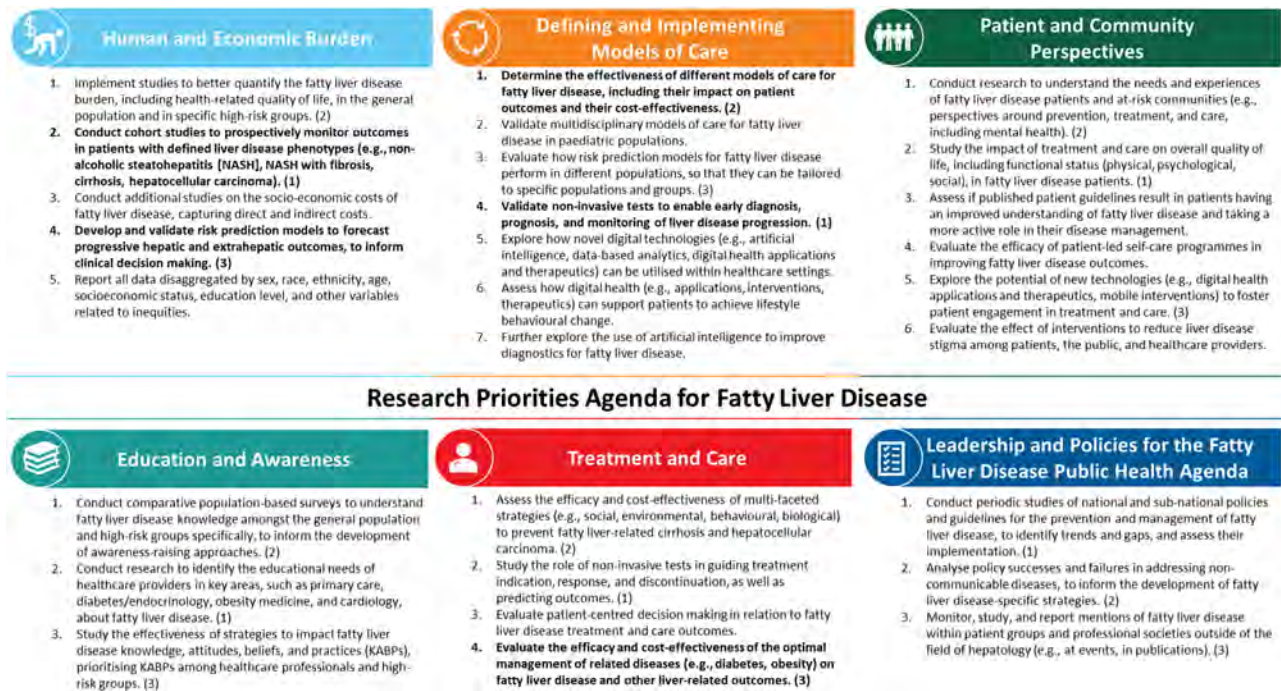 Human and Economic Burden
1. Implement studies to better quantify the fatty liver disease
burden, including health-related quality of life, in the general
population and in specific high-risk groups. (2)
2. Conduct cohort studies to prospectively monitor outcomes
in patients with defined liver disease phenotypes (e.g., non-
alcoholic steatohepatitis [NASH], NASH with fibrosis,
cirrhosis, hepatocellular carcinoma). (1)
3. Conduct additional studies on the socio-economic costs of
fatty liver disease, capturing direct and indirect costs.
4. Develop and validate risk prediction models to forecast
progressive hepatic and extrahepatic outcomes, to inform
clinical decision making. (3)
5. Report all data disaggregated by sex, race, ethnicity, age,
socioeconomic status, education level, and other variables
related to inequities.
Defining and Implementing
Models of Care
1. Determine the effectiveness of different models of care for
fatty liver disease, including their impact on patient
outcomes and their cost-effectiveness. (2)
2. Validate multidisciplinary models of care for fatty liver
disease in paediatric populations.
3. Evaluate how risk prediction models for fatty liver disease
perform in different populations, so that they can be tailored
to specific populations and groups. (3)
4. Validate non-invasive tests to enable early diagnosis,
prognosis, and monitoring of liver disease progression. (1)
5. Explore how novel digital technologies (e.g., artificial
intelligence, data-based analytics, digital health applications
and therapeutics) can be utilised within healthcare settings.
6. Assess how digital health (e.g., applications, interventions,
therapeutics) can support patients to achieve lifestyle
behavioural change.
7. Further explore the use of artificial intelligence to improve
diagnostics for fatty liver disease.
Patient and Community
Perspectives
1. Conduct research to understand the needs and experiences
of fatty liver disease patients and at-risk communities (e.g.,
perspectives around prevention, treatment, and care,
including mental health). (2)
2. Study the impact of treatment and care on overall quality of
life, including functional status (physical, psychological,
social), in fatty liver disease patients. (1)
3. Assess if published patient guidelines result in patients having
an improved understanding of fatty liver disease and taking a
more active role in their disease management.
4. Evaluate the efficacy of patient-led self-care programmes in
improving fatty liver disease outcomes.
5. Explore the potential of new technologies (e.g., digital health
applications and therapeutics, mobile interventions) to foster
patient engagement in treatment and care. (3)
6. Evaluate the effect of interventions to reduce liver disease
stigma among patients, the public, and healthcare providers.
Research Priorities Agenda for Fatty Liver Disease
Education and Awareness
1. Conduct comparative population-based surveys to understand
fatty liver disease knowledge amongst the general population
and high-risk groups specifically, to inform the development
of awareness-raising approaches. (2)
2. Conduct research to identify the educational needs of
healthcare providers in key areas, such as primary care,
diabetes/endocrinology, obesity medicine, and cardiology,
about fatty liver disease. (1)
3. Study the effectiveness of strategies to impact fatty liver
disease knowledge, attitudes, beliefs, and practices (KABPs),
prioritising KABPs among healthcare professionals and high-
risk groups. (3)
Treatment and Care
1. Assess the efficacy and cost-effectiveness of multi-faceted
strategies (e.g., social, environmental, behavioural, biological)
to prevent fatty liver-related cirrhosis and hepatocellular
carcinoma. (2)
2. Study the role of non-invasive tests in guiding treatment
indication, response, and discontinuation, as well as
predicting outcomes. (1)
3. Evaluate patient-centred decision making in relation to fatty
liver disease treatment and care outcomes.
4. Evaluate the efficacy and cost-effectiveness of the optimal
management of related diseases (e.g., diabetes, obesity) on
fatty liver disease and other liver-related outcomes. (3)
Leadership and Policies for the Fatty
Liver Disease Public Health Agenda
1. Conduct periodic studies of national and sub-national policies
and guidelines for the prevention and management of fatty
liver disease, to identify trends and gaps, and assess their
implementation. (1)
2. Analyse policy successes and failures in addressing non-
communicable diseases, to inform the development of fatty
liver disease-specific strategies. (2)
3. Monitor, study, and report mentions of fatty liver disease
within patient groups and professional societies outside of the
field of hepatology (e.g., at events, in publications). (3)